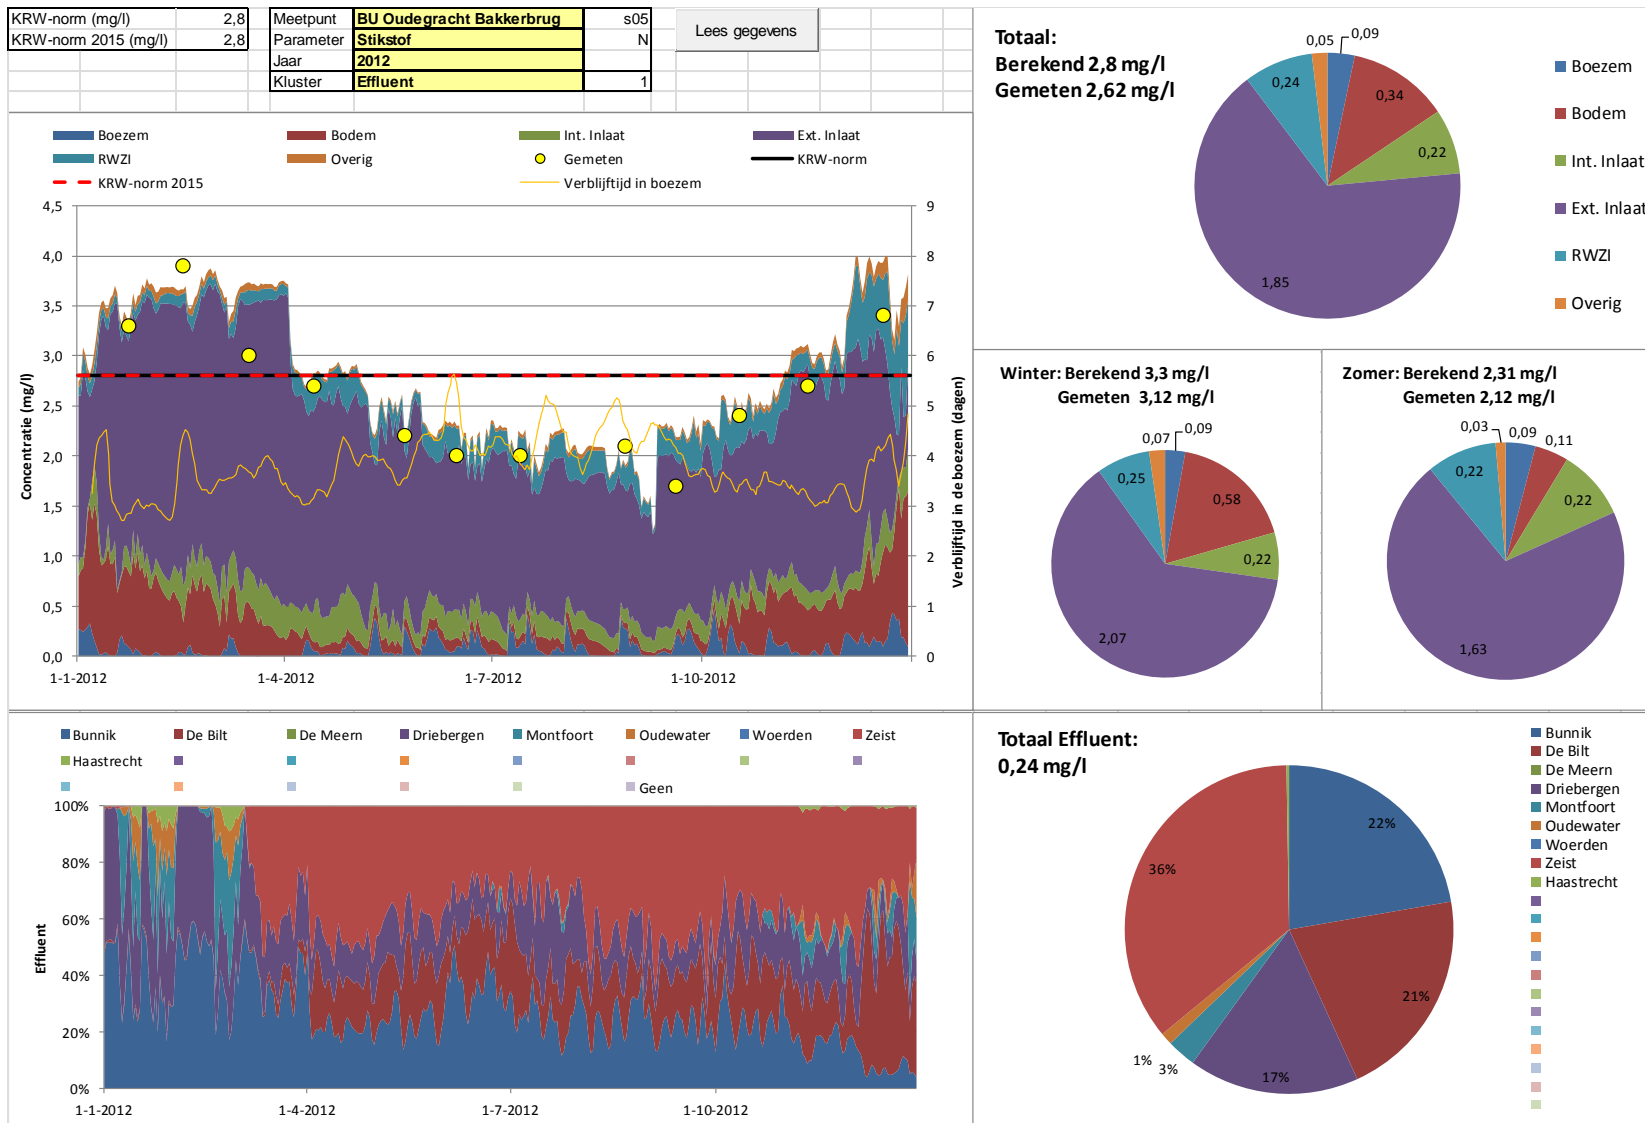 KRW-norm (mg/l) 2,8
KRW-norm 2015 (mg/l) 2,8
Meetpunt BU Oudegracht Bakkerbrug s05
Parameter Stikstof N
Jaar 2012
Kluster Effluent 1
Lees gegevens
Boezem Bodem Int. Inlaat Ext. Inlaat
RWZI Overig Gemeten KRW-norm
KRW-norm 2015 Verblijftijd in boezem
Concentratie (mg/l)
4,5
4,0
3,5
3,0
2,5
2,0
1,5
1,0
0,5
0,0
9
8
7
6
5
4
3
2
1
0
Verblijftijd in de boezem (dagen)
1-1-2012 1-4-2012 1-7-2012 1-10-2012
Totaal:
Berekend 2,8 mg/l
Gemeten 2,62 mg/l
0,05 0,09
0,24
0,34
0,22
1,85
Boezem
Bodem
Int. Inlaat
Ext. Inlaat
RWZI
Overig
Winter: Berekend 3,3 mg/l
Gemeten 3,12 mg/l
0,07 0,09
0,25
0,58
0,22
2,07
Zomer: Berekend 2,31 mg/l
Gemeten 2,12 mg/l
0,03 0,09 0,11
0,22
0,22
1,63
Bunnik De Bilt De Meern Driebergen Montfoort Oudewater Woerden Zeist
Haastrecht
Geen
Effluent
100%
80%
60%
40%
20%
0%
1-1-2012 1-4-2012 1-7-2012 1-10-2012
Totaal Effluent:
0,24 mg/l
22%
36%
21%
1% 3%
17%
Bunnik
De Bilt
De Meern
Driebergen
Montfoort
Oudewater
Woerden
Zeist
Haastrecht